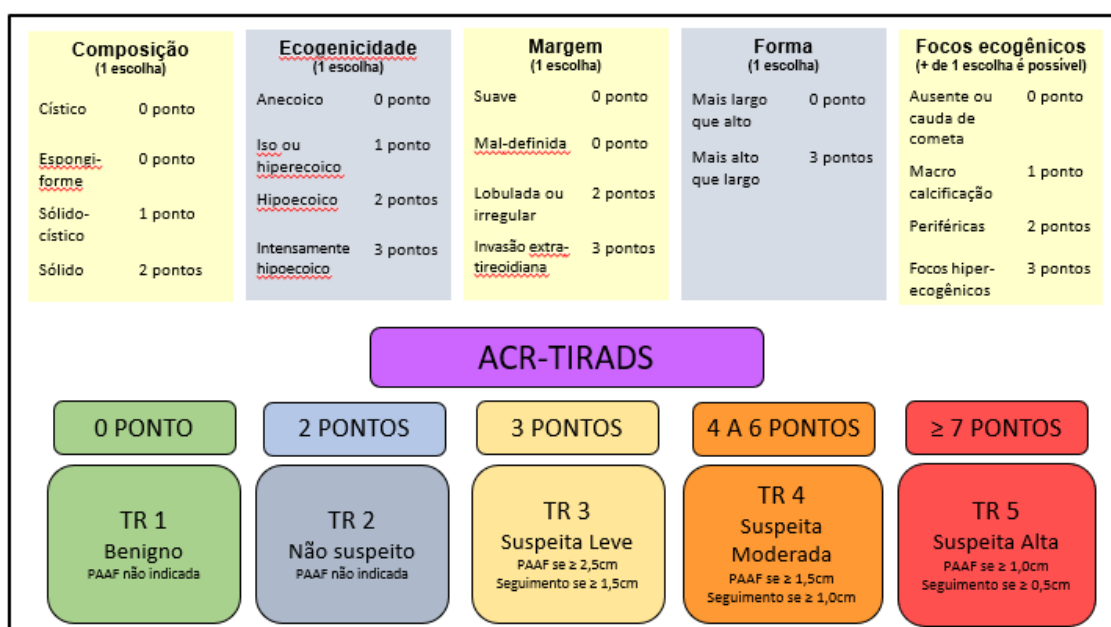 Composição
(1 escolha)
Cístico 0 ponto
Espongi-
forme 0 ponto
Sólido-
cístico 1 ponto
Sólido 2 pontos
Ecogenicidade
(1 escolha)
Anecoico 0 ponto
Iso ou
hiperecoico 1 ponto
Hipoecoico 2 pontos
Intensamente
hipoecoico 3 pontos
Margem
(1 escolha)
Suave 0 ponto
Mal-definida 0 ponto
Lobulada ou
irregular 2 pontos
Invasão extra-
tireoidiana 3 pontos
Forma
(1 escolha)
Mais largo
que alto 0 ponto
Mais alto
que largo 3 pontos
Focos ecogênicos
(+ de 1 escolha é possível)
Ausente ou
cauda de
cometa 0 ponto
Macro
calcificação 1 ponto
Periféricas 2 pontos
Focos hiper-
ecogênicos 3 pontos
ACR-TIRADS
0 PONTO
2 PONTOS
3 PONTOS
4 A 6 PONTOS
≥ 7 PONTOS
TR 1
Benigno
PAAF não indicada
TR 2
Não suspeito
PAAF não indicada
TR 3
Suspeita Leve
PAAF se ≥ 2,5cm
Seguimento se ≥ 1,5cm
TR 4
Suspeita
Moderada
PAAF se ≥ 1,5cm
Seguimento se ≥ 1,0cm
TR 5
Suspeita Alta
PAAF se ≥ 1,0cm
Seguimento se ≥ 0,5cm